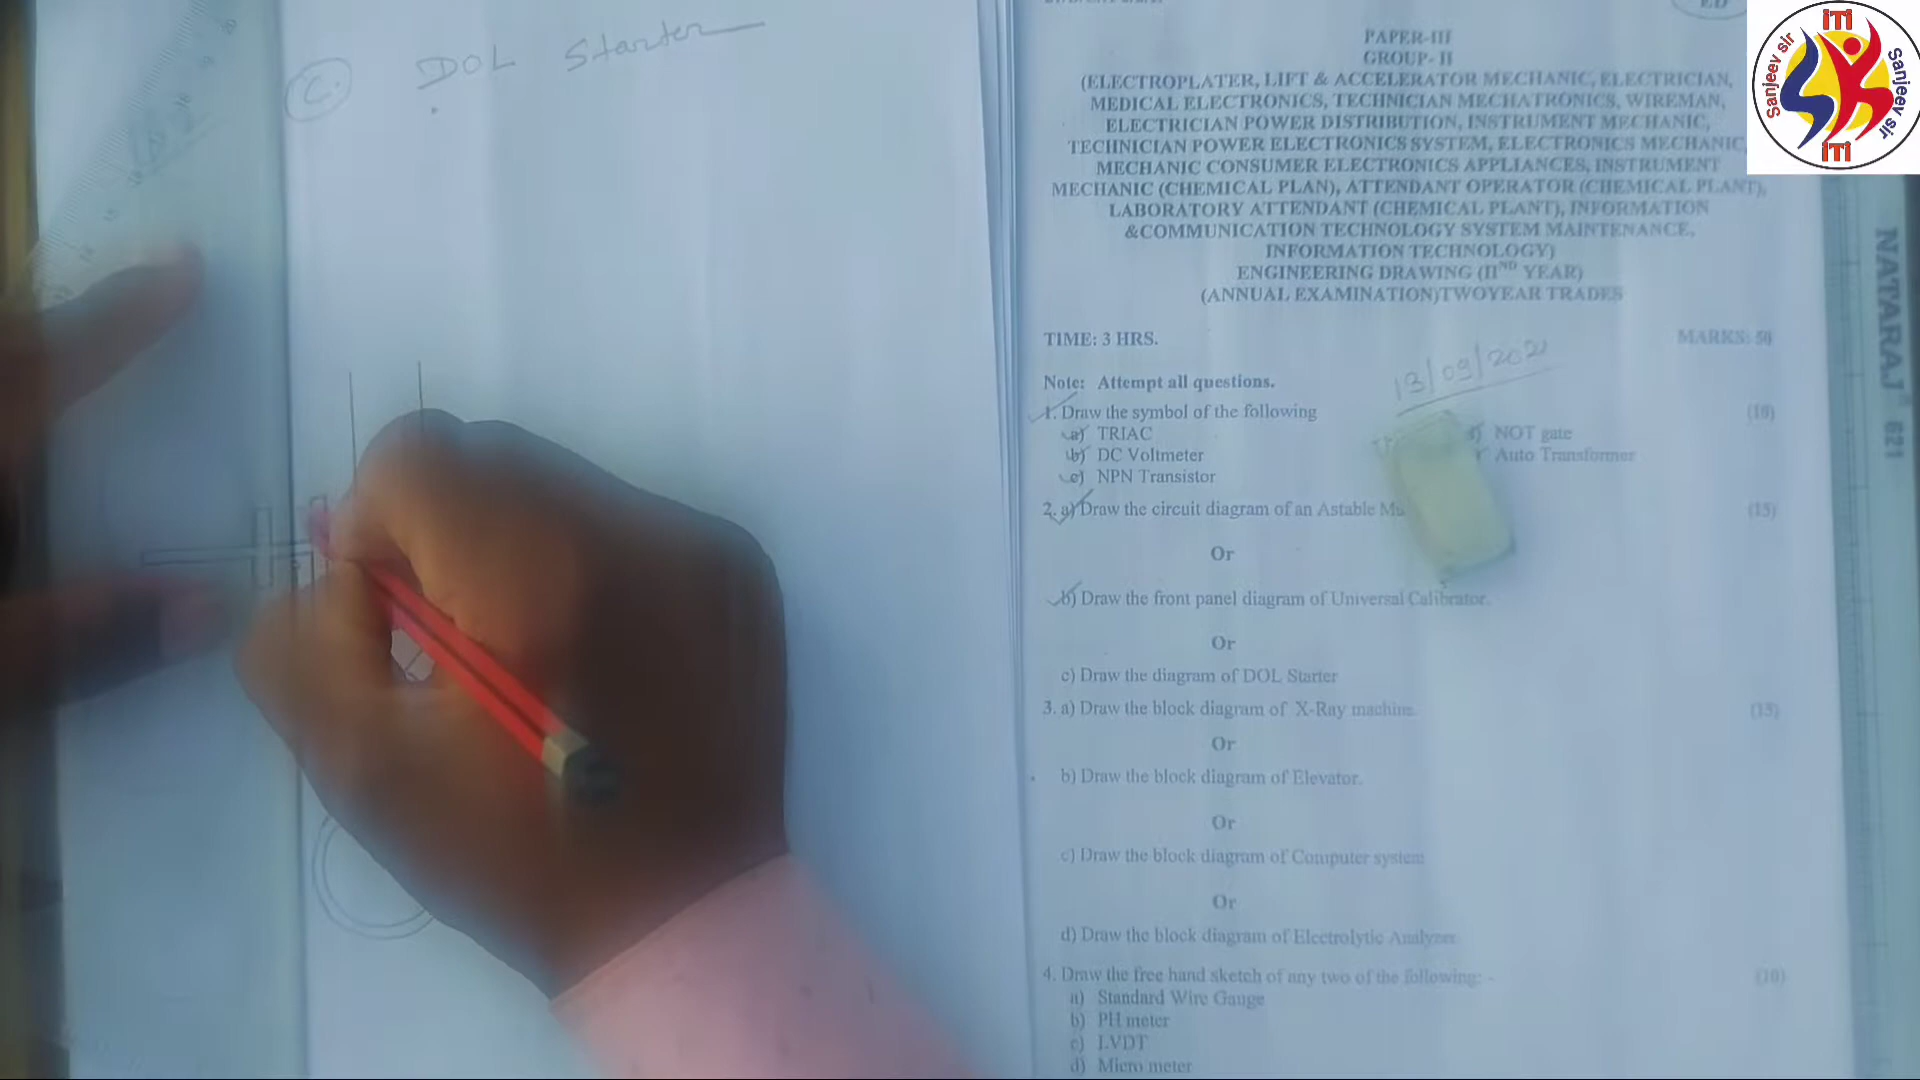 C. DOL Starter
PAPER-III
GROUP- II
(ELECTROPLATER, LIFT & ACCELERATOR MECHANIC, ELECTRICIAN,
MEDICAL ELECTRONICS, TECHNICIAN MECHATRONICS, WIREMAN,
ELECTRICIAN POWER DISTRIBUTION, INSTRUMENT MECHANIC,
TECHNICIAN POWER ELECTRONICS SYSTEM, ELECTRONICS MECHANIC,
MECHANIC CONSUMER ELECTRONICS APPLIANCES, INSTRUMENT
MECHANIC (CHEMICAL PLAN), ATTENDANT OPERATOR (CHEMICAL PLANT),
LABORATORY ATTENDANT (CHEMICAL PLANT), INFORMATION
&COMMUNICATION TECHNOLOGY SYSTEM MAINTENANCE,
INFORMATION TECHNOLOGY)
ENGINEERING DRAWING (IIND YEAR)
(ANNUAL EXAMINATION)TWOYEAR TRADES
TIME: 3 HRS. MARKS: 50
13/09/2021
Note: Attempt all questions.
1. Draw the symbol of the following (10)
a) TRIAC NOT gate
b) DC Voltmeter Auto Transformer
c) NPN Transistor
2. a) Draw the circuit diagram of an Astable Mu (15)
Or
b) Draw the front panel diagram of Universal Calibrator.
Or
c) Draw the diagram of DOL Starter
3. a) Draw the block diagram of X-Ray machine. (15)
Or
b) Draw the block diagram of Elevator.
Or
c) Draw the block diagram of Computer system
Or
d) Draw the block diagram of Electrolytic Analyzer.
4. Draw the free hand sketch of any two of the following: - (10)
a) Standard Wire Gauge
b) PH meter
c) LVDT
d) Micro meter
NATARAJ 621
iTi
Sanjeev sir
Sanjeev sir
iTi